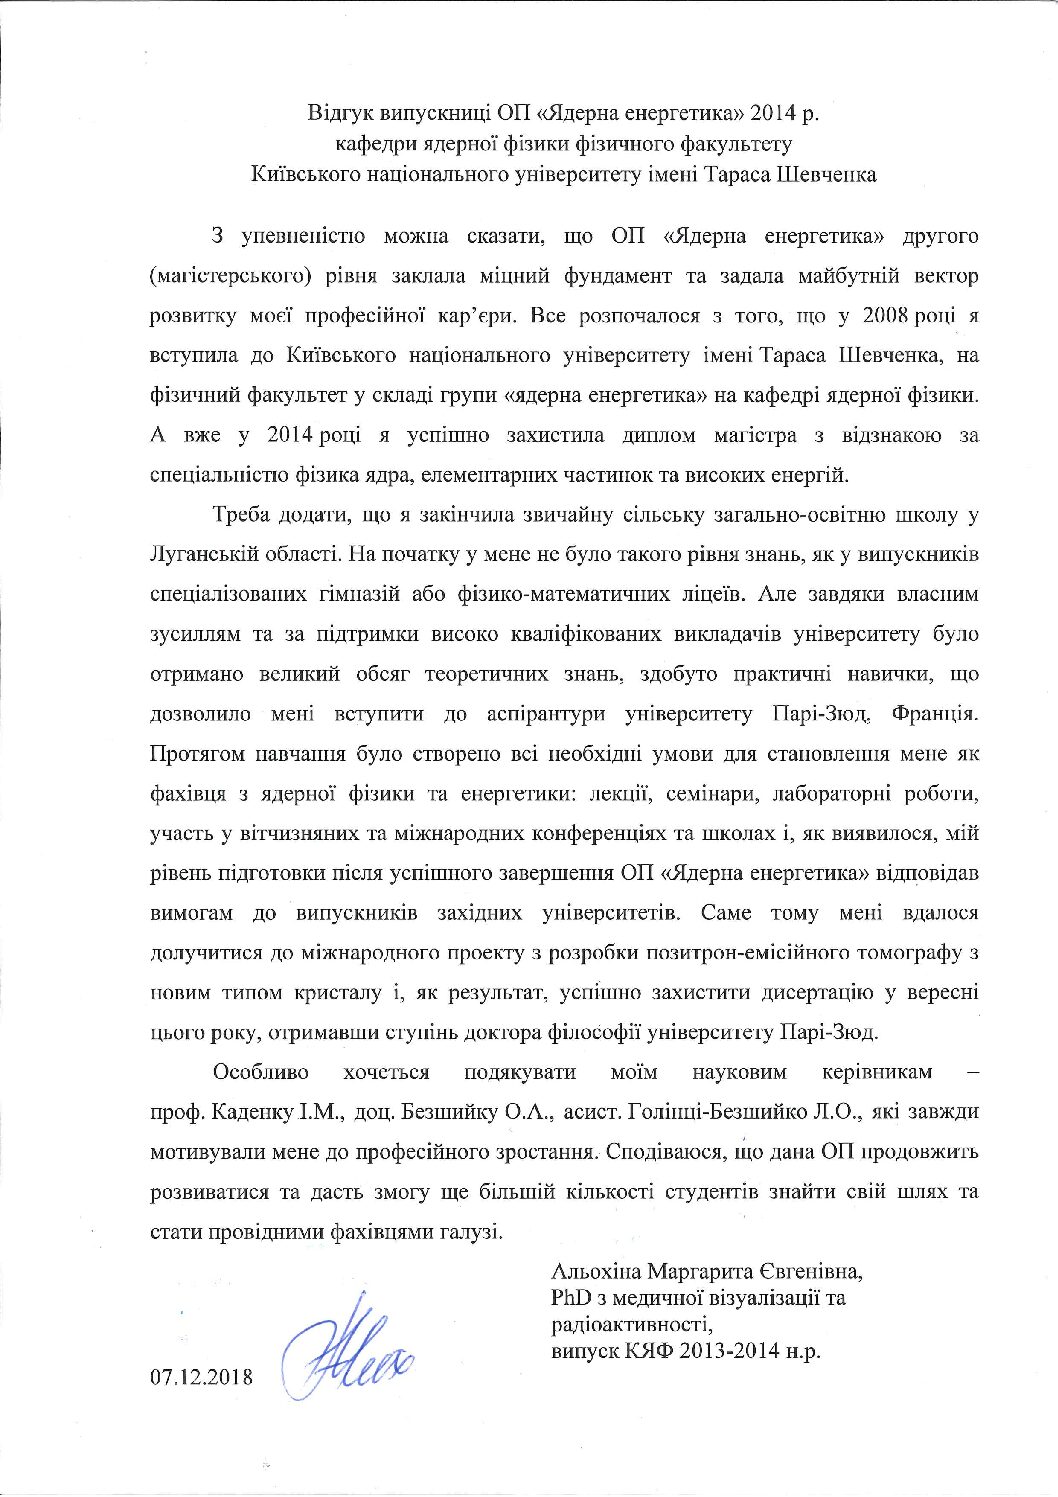 Відгук випускниці ОП «Ядерна енергетика» 2014 р.
кафедри ядерної фізики фізичного факультету
Київського національного університету імені Тараса Шевченка
З упевненістю можна сказати, що ОП «Ядерна енергетика» другого
(магістерського) рівня заклала міцний фундамент та задала майбутній вектор
розвитку моєї професійної кар’єри. Все розпочалося з того, що у 2008 році я
вступила до Київського національного університету імені Тараса Шевченка, на
фізичний факультет у складі групи «ядерна енергетика» на кафедрі ядерної фізики.
А вже у 2014 році я успішно захистила диплом магістра з відзнакою за
спеціальністю фізика ядра, елементарних частинок та високих енергій.
Треба додати, що я закінчила звичайну сільську загально-освітню школу у
Луганській області. На початку у мене не було такого рівня знань, як у випускників
спеціалізованих гімназій або фізико-математичних ліцеїв. Але завдяки власним
зусиллям та за підтримки високо кваліфікованих викладачів університету було
отримано великий обсяг теоретичних знань, здобуто практичні навички, що
дозволило мені вступити до аспірантури університету Парі-Зюд, Франція.
Протягом навчання було створено всі необхідні умови для становлення мене як
фахівця з ядерної фізики та енергетики: лекції, семінари, лабораторні роботи,
участь у вітчизняних та міжнародних конференціях та школах і, як виявилося, мій
рівень підготовки після успішного завершення ОП «Ядерна енергетика» відповідав
вимогам до випускників західних університетів. Саме тому мені вдалося
долучитися до міжнародного проекту з розробки позитрон-емісійного томографу з
новим типом кристалу і, як результат, успішно захистити дисертацію у вересні
цього року, отримавши ступінь доктора філософії університету Парі-Зюд.
Особливо хочеться подякувати моїм науковим керівникам –
проф. Каденку І.М., доц. Безшийку О.А., асист. Голінці-Безшийко Л.О., які завжди
мотивували мене до професійного зростання. Сподіваюся, що дана ОП продовжить
розвиватися та дасть змогу ще більшій кількості студентів знайти свій шлях та
стати провідними фахівцями галузі.
Альохіна Маргарита Євгенівна,
PhD з медичної візуалізації та
радіоактивності,
випуск КЯФ 2013-2014 н.р.
07.12.2018